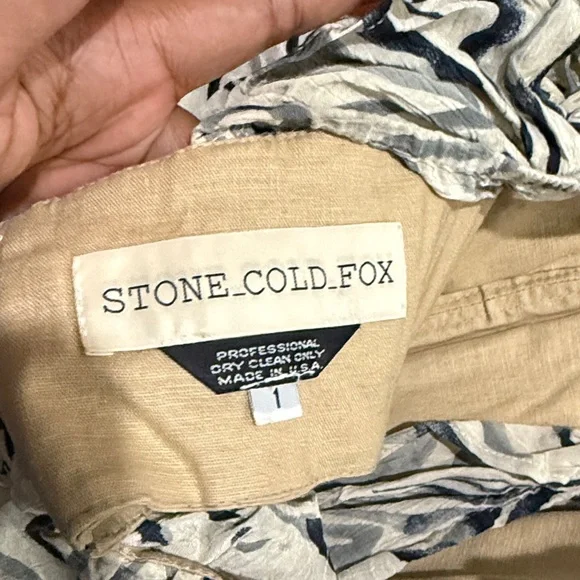 STONE_COLD_FOX
PROFESSIONAL
DRY CLEAN ONLY
MADE IN U.S.A.
1